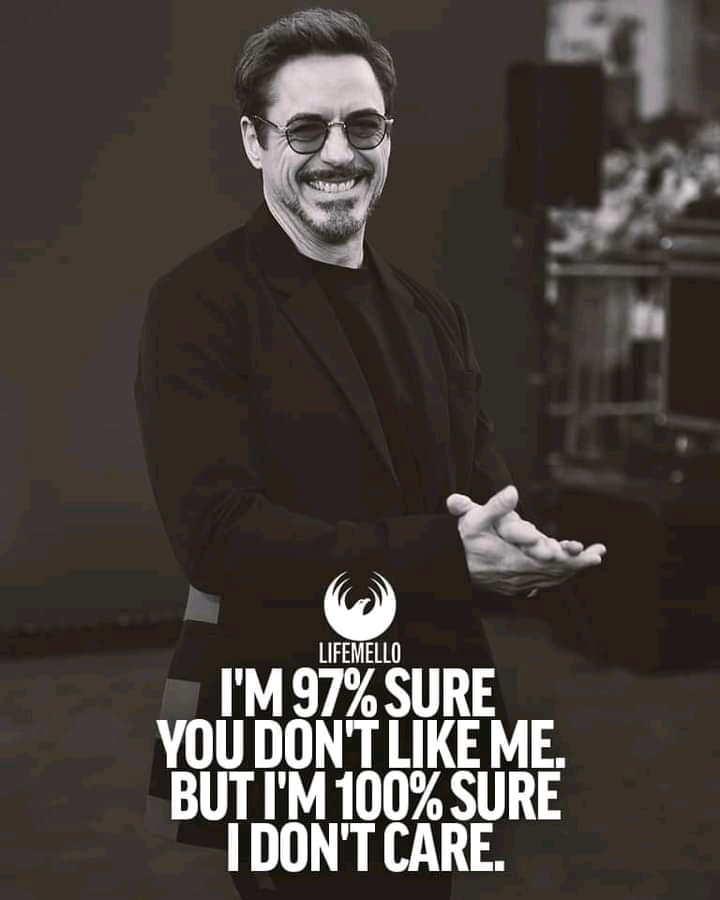 LIFEMELLO
I'M 97% SURE
YOU DON'T LIKE ME.
BUT I'M 100% SURE
I DON'T CARE.